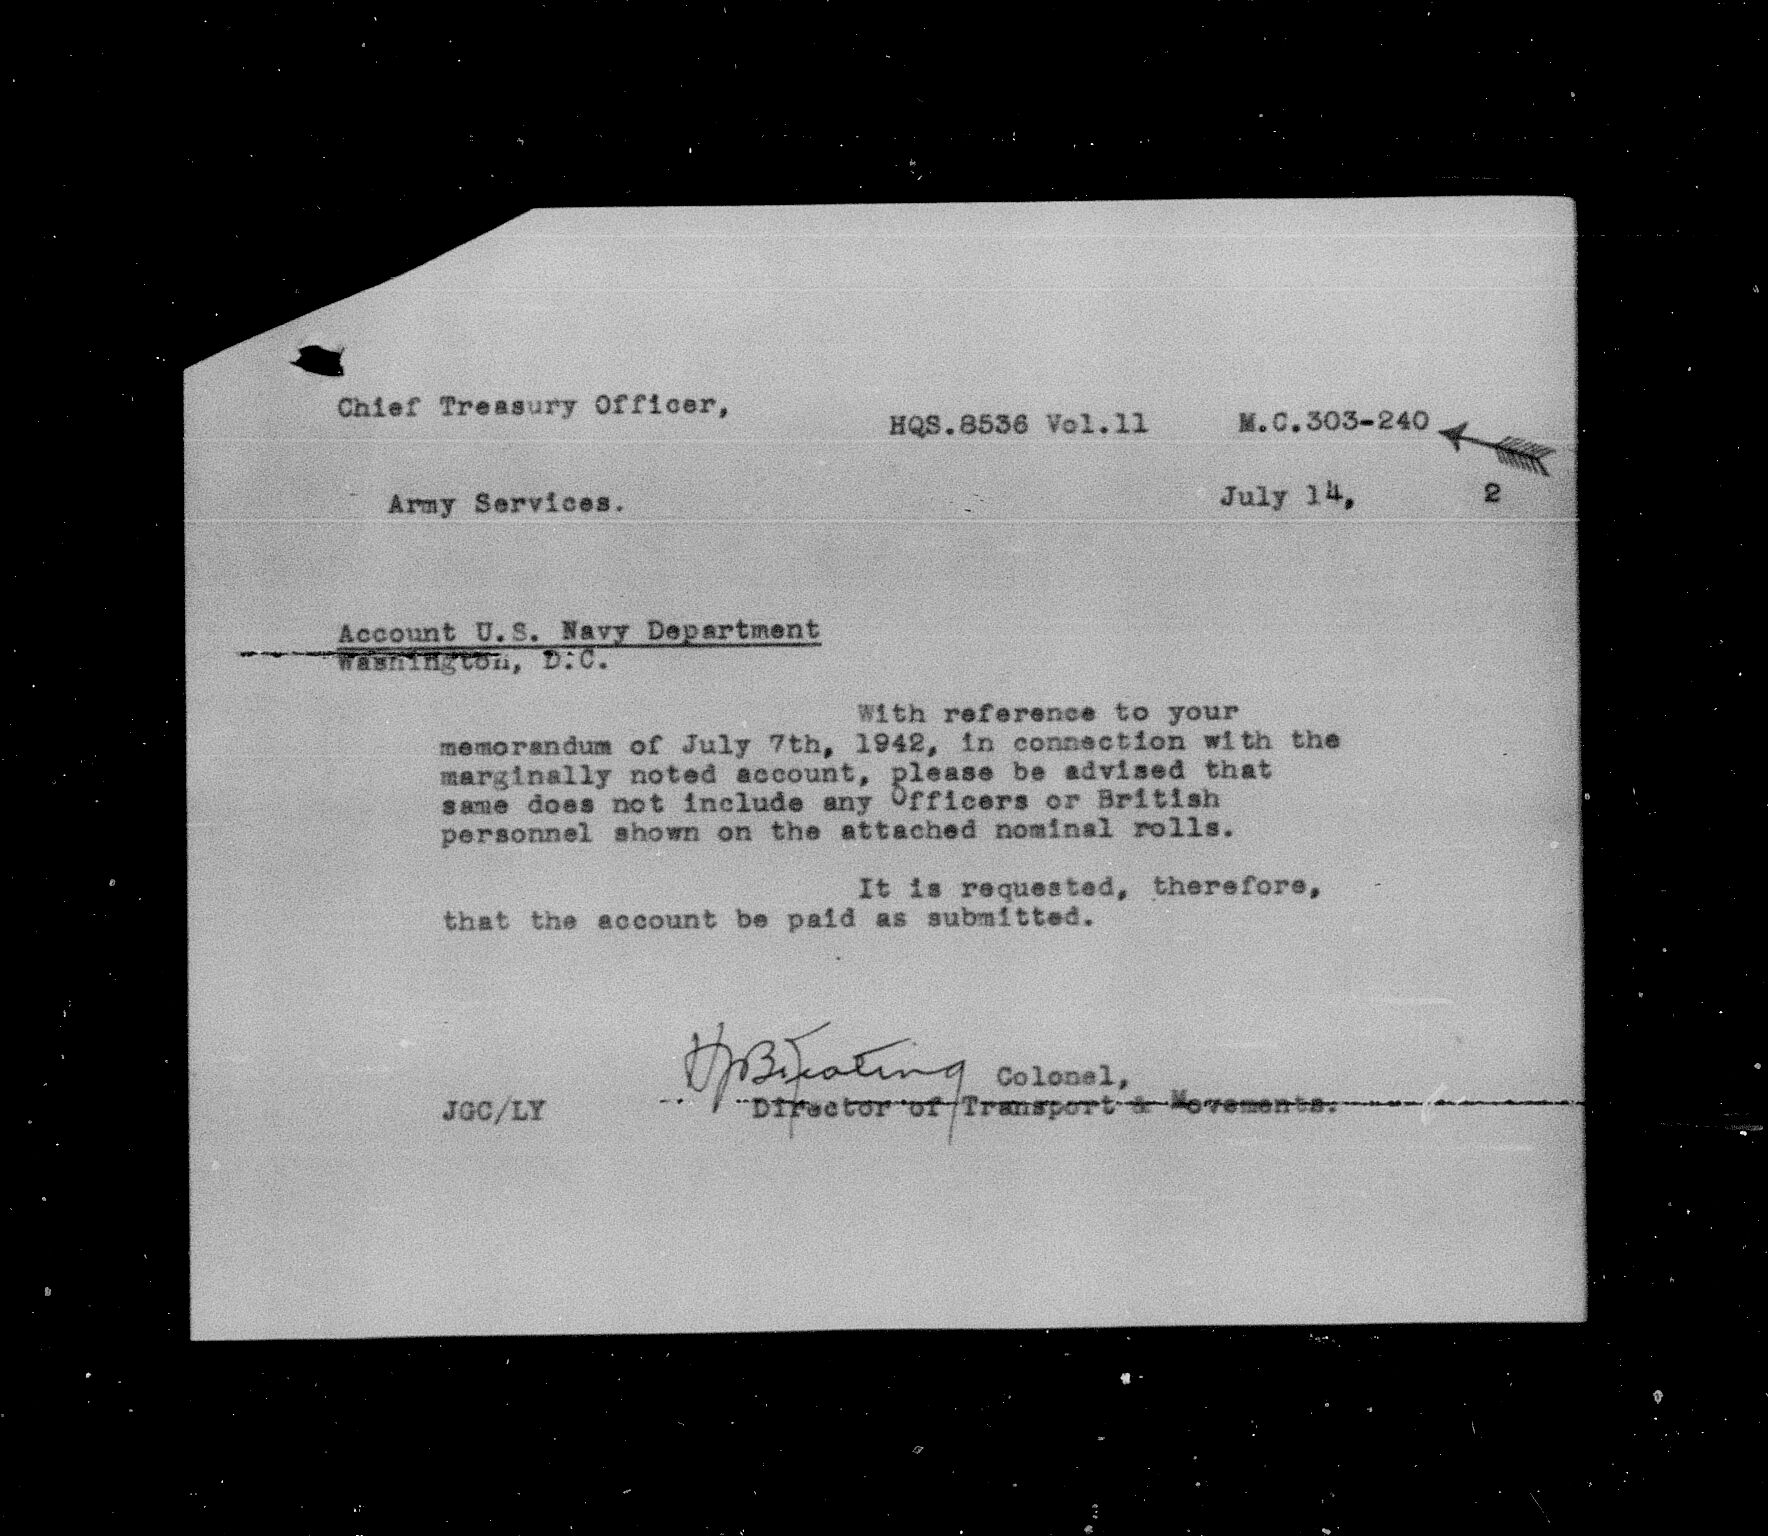 Chief Treasury Officer,
HQS.8536 Vol.11 M.C.303-240
Army Services.
July 14, 2
Account U.S. Navy Department
Washington, D.C.
With reference to your
memorandum of July 7th, 1942, in connection with the
marginally noted account, please be advised that
same does not include any Officers or British
personnel shown on the attached nominal rolls.
It is requested, therefore,
that the account be paid as submitted.
Colonel,
JGC/LY Director of Transport & Movements.